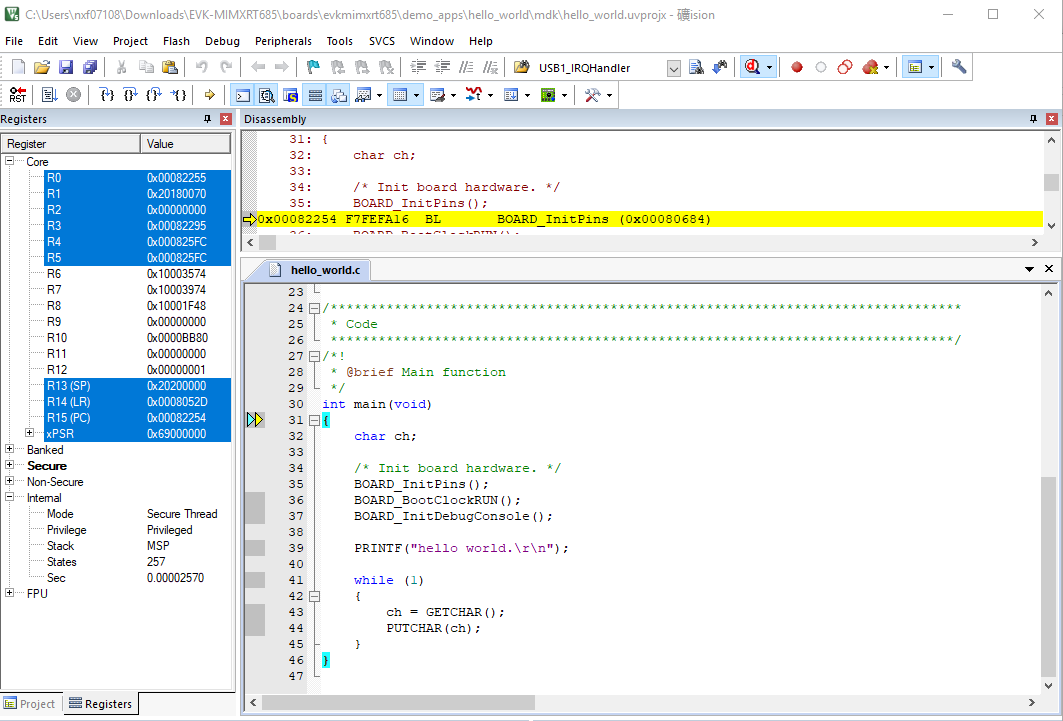 C:\Users\nxf07108\Downloads\EVK-MIMXRT685\boards\evkmimxrt685\demo_apps\hello_world\mdk\hello_world.uvprojx - 礦ision
File Edit View Project Flash Debug Peripherals Tools SVCS Window Help
USB1_IRQHandler
RST
Registers
Register Value
Core
R0 0x00082255
R1 0x20180070
R2 0x00000000
R3 0x00082295
R4 0x000825FC
R5 0x000825FC
R6 0x10003574
R7 0x10003974
R8 0x10001F48
R9 0x00000000
R10 0x0000BB80
R11 0x00000000
R12 0x00000001
R13 (SP) 0x20200000
R14 (LR) 0x0008052D
R15 (PC) 0x00082254
xPSR 0x69000000
Banked
Secure
Non-Secure
Internal
Mode Secure Thread
Privilege Privileged
Stack MSP
States 257
Sec 0.00002570
FPU
Project Registers
Disassembly
31: {
32: char ch;
33:
34: /* Init board hardware. */
35: BOARD_InitPins();
0x00082254 F7FEFA16 BL BOARD_InitPins (0x00080684)
36: BOARD_BootClockRUN();
hello_world.c
23
24 /*******************************************************************************
25 * Code
26 ******************************************************************************/
27 /*!
28 * @brief Main function
29 */
30 int main(void)
31 {
32 char ch;
33
34 /* Init board hardware. */
35 BOARD_InitPins();
36 BOARD_BootClockRUN();
37 BOARD_InitDebugConsole();
38
39 PRINTF("hello world.\r\n");
40
41 while (1)
42 {
43 ch = GETCHAR();
44 PUTCHAR(ch);
45 }
46 }
47